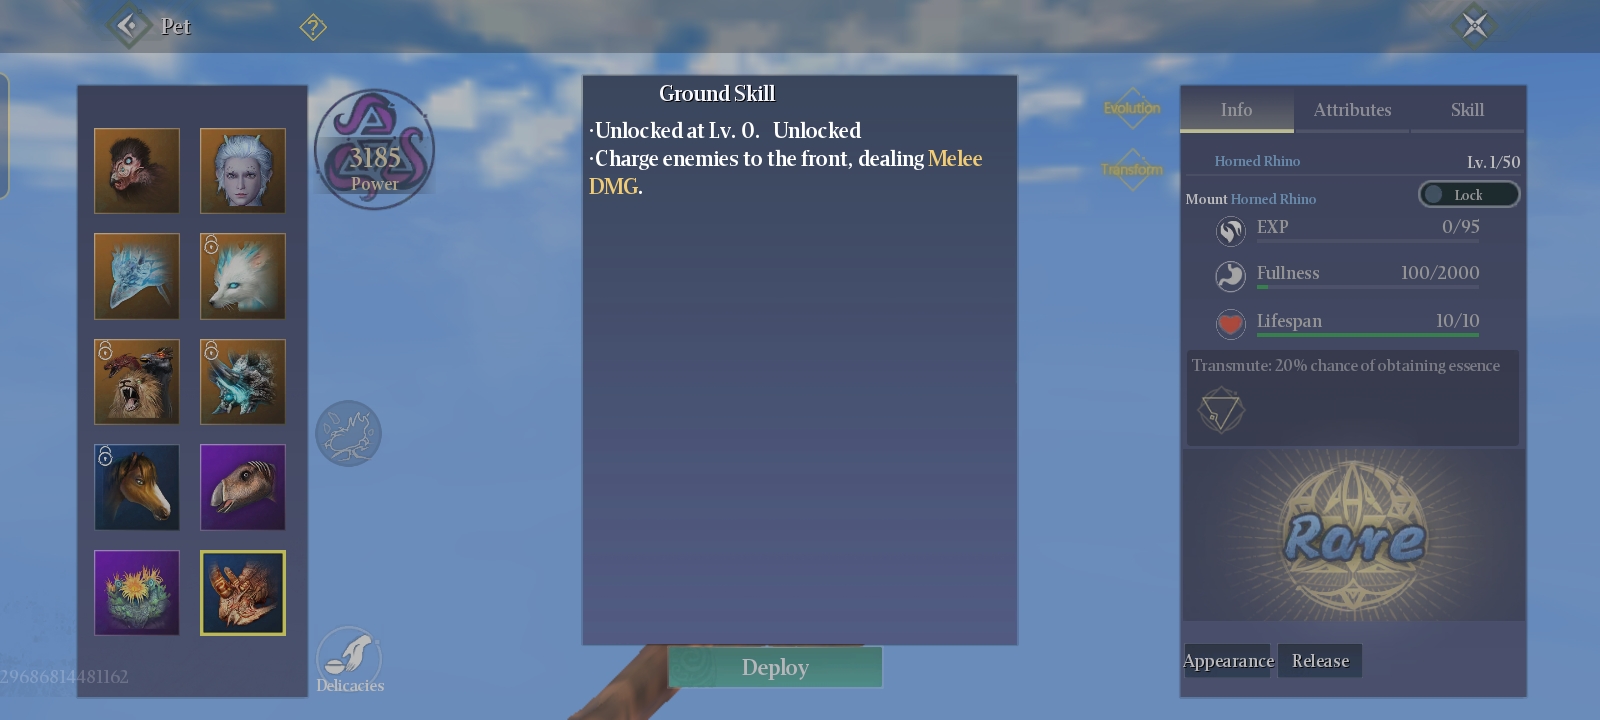 Pet
?
3185
Power
Ground Skill
·Unlocked at Lv. 0. Unlocked
·Charge enemies to the front, dealing Melee
DMG.
Evolution
Transform
Info Attributes Skill
Horned Rhino Lv. 1/50
Mount Horned Rhino Lock
EXP 0/95
Fullness 100/2000
Lifespan 10/10
Transmute: 20% chance of obtaining essence
Rare
Appearance Release
Deploy
Delicacies
29686814481162